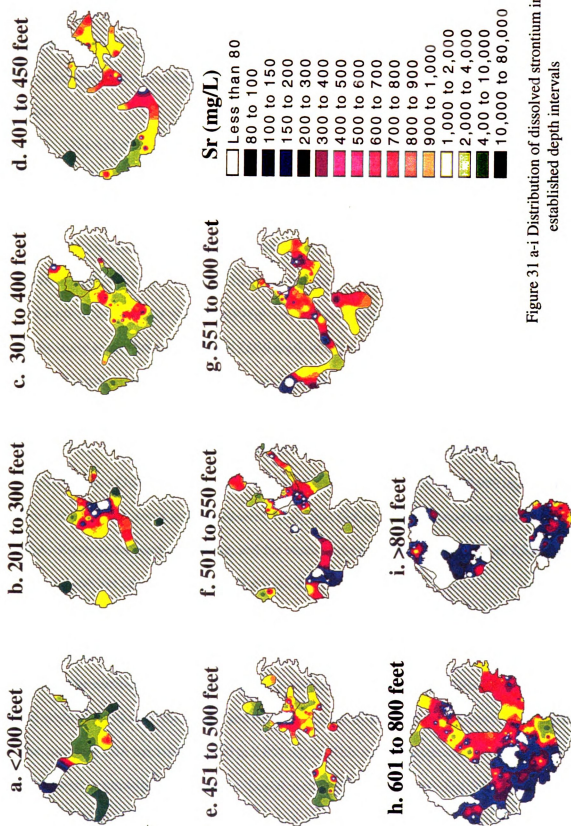 a. <200 feet
b. 201 to 300 feet
c. 301 to 400 feet
d. 401 to 450 feet
e. 451 to 500 feet
f. 501 to 550 feet
g. 551 to 600 feet
h. 601 to 800 feet
i. >801 feet
Sr (mg/L)
Less than 80
80 to 100
100 to 150
150 to 200
200 to 300
300 to 400
400 to 500
500 to 600
600 to 700
700 to 800
800 to 900
900 to 1,000
1,000 to 2,000
2,000 to 4,000
4,00 to 10,000
10,000 to 80,000
Figure 31 a-i Distribution of dissolved strontium in
established depth intervals